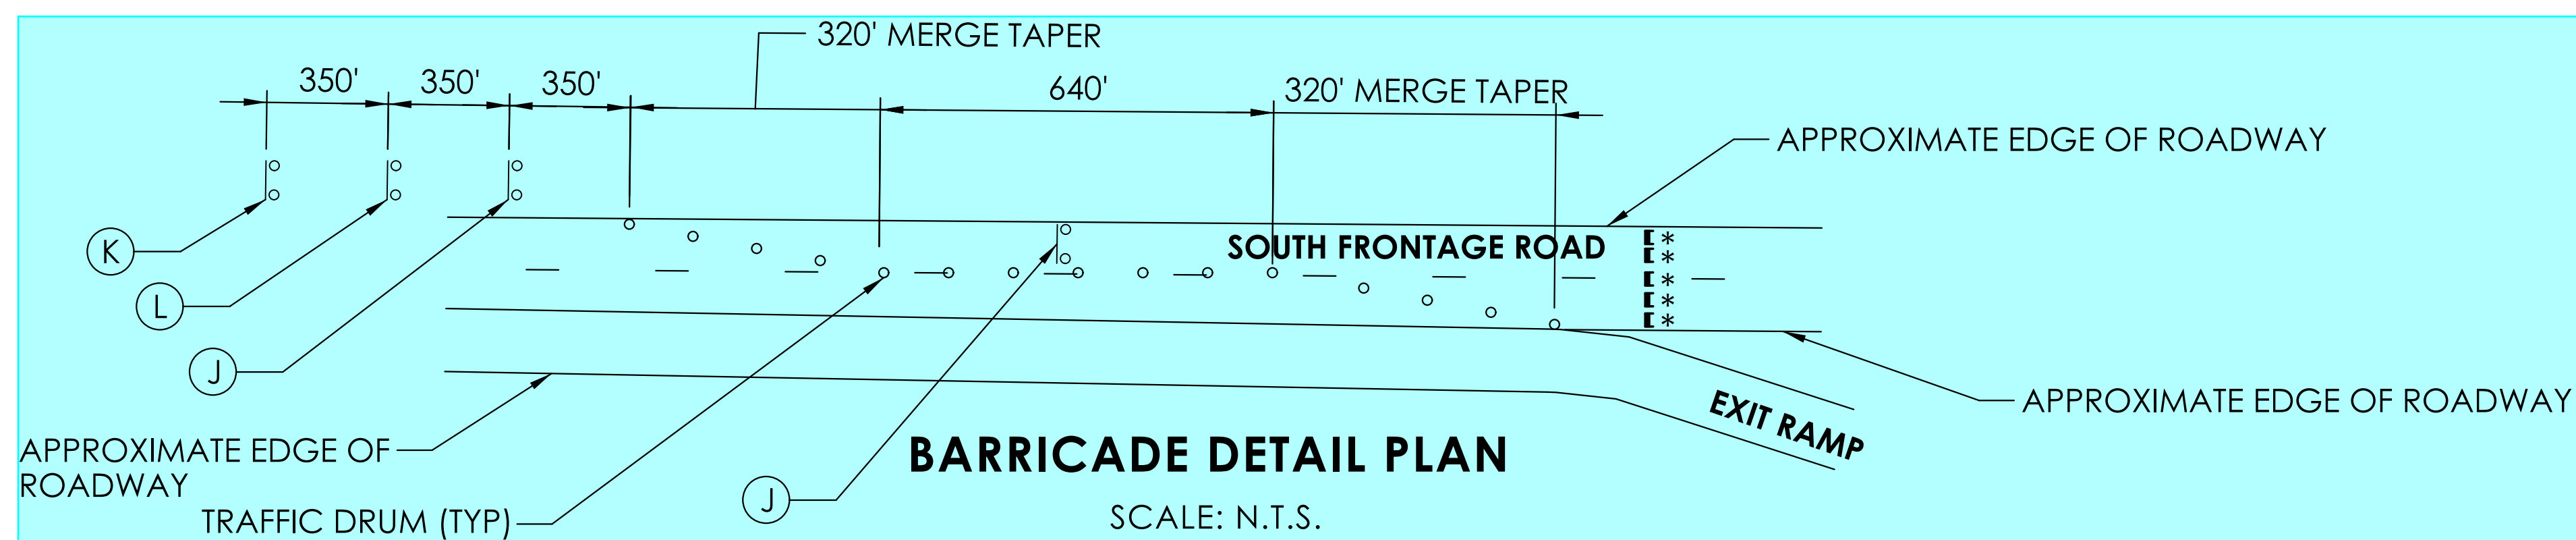 320' MERGE TAPER
350'
350'
350'
640'
320' MERGE TAPER
APPROXIMATE EDGE OF ROADWAY
SOUTH FRONTAGE ROAD
K
L
J
*
*
*
*
*
APPROXIMATE EDGE OF ROADWAY
EXIT RAMP
APPROXIMATE EDGE OF
ROADWAY
BARRICADE DETAIL PLAN
J
TRAFFIC DRUM (TYP)
SCALE: N.T.S.